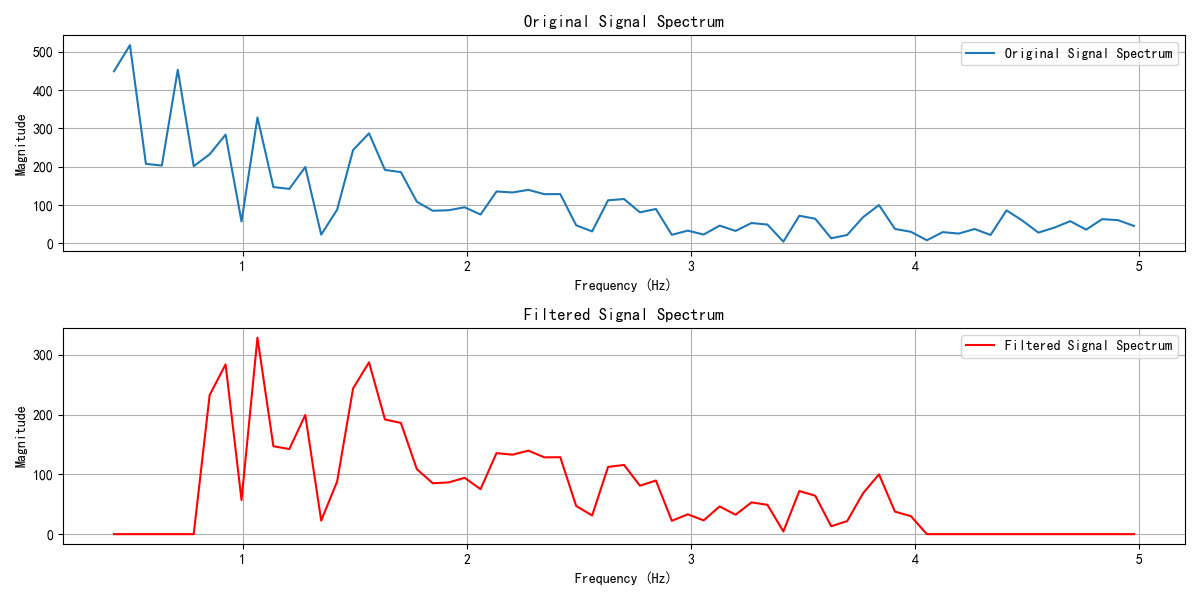 Original Signal Spectrum
500
400
300
200
100
0
Magnitude
Original Signal Spectrum
1 2 3 4 5
Frequency (Hz)
Filtered Signal Spectrum
300
200
100
0
Magnitude
Filtered Signal Spectrum
1 2 3 4 5
Frequency (Hz)